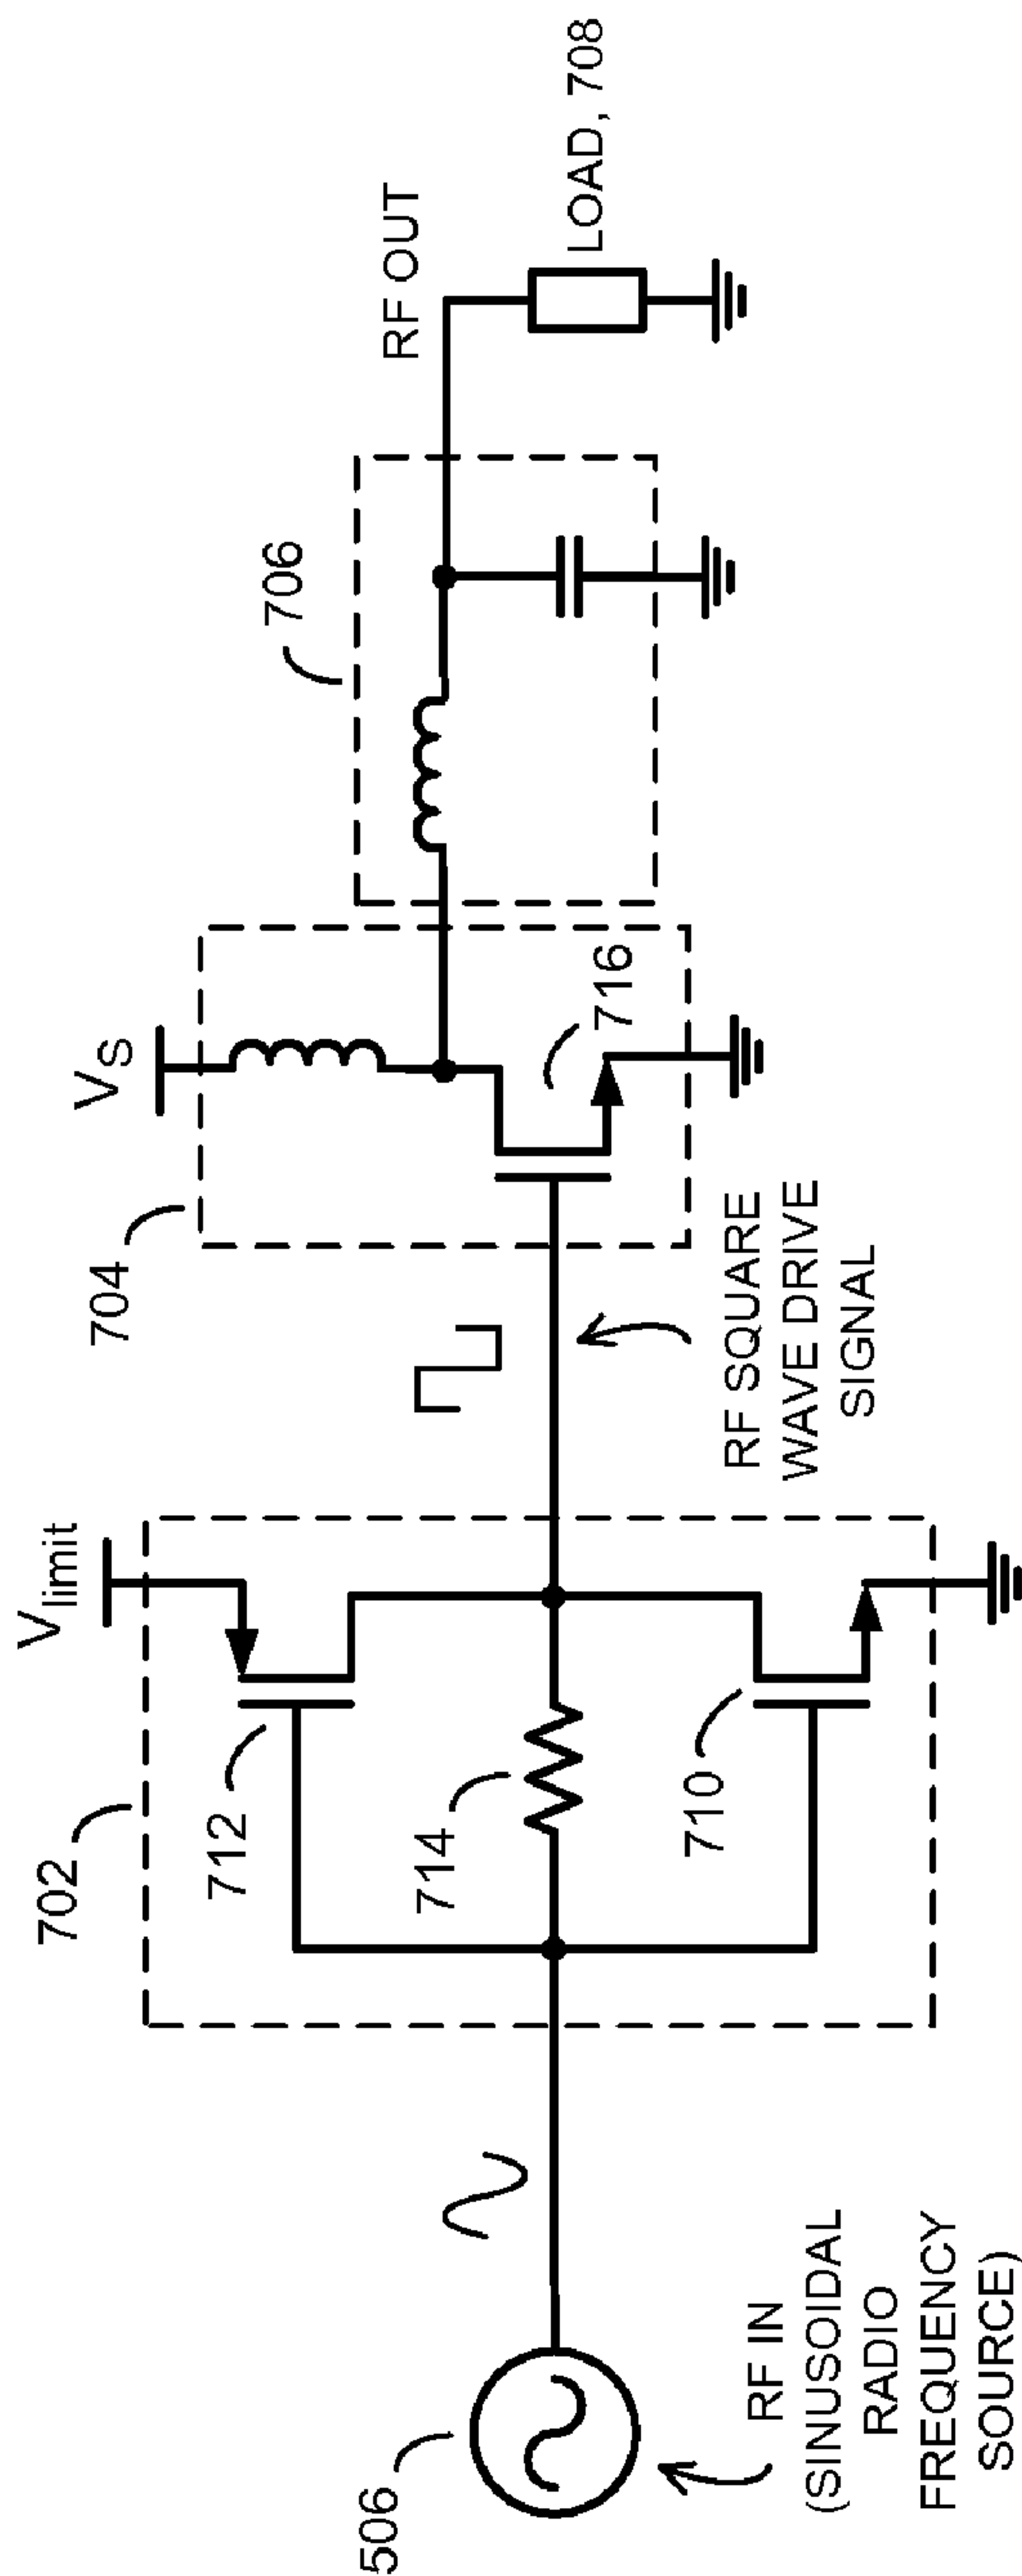 506
RF IN
(SINUSOIDAL
RADIO
FREQUENCY
SOURCE)
702
712
714
710
Vlimit
RF SQUARE
WAVE DRIVE
SIGNAL
704
VS
716
706
RF OUT
LOAD, 708